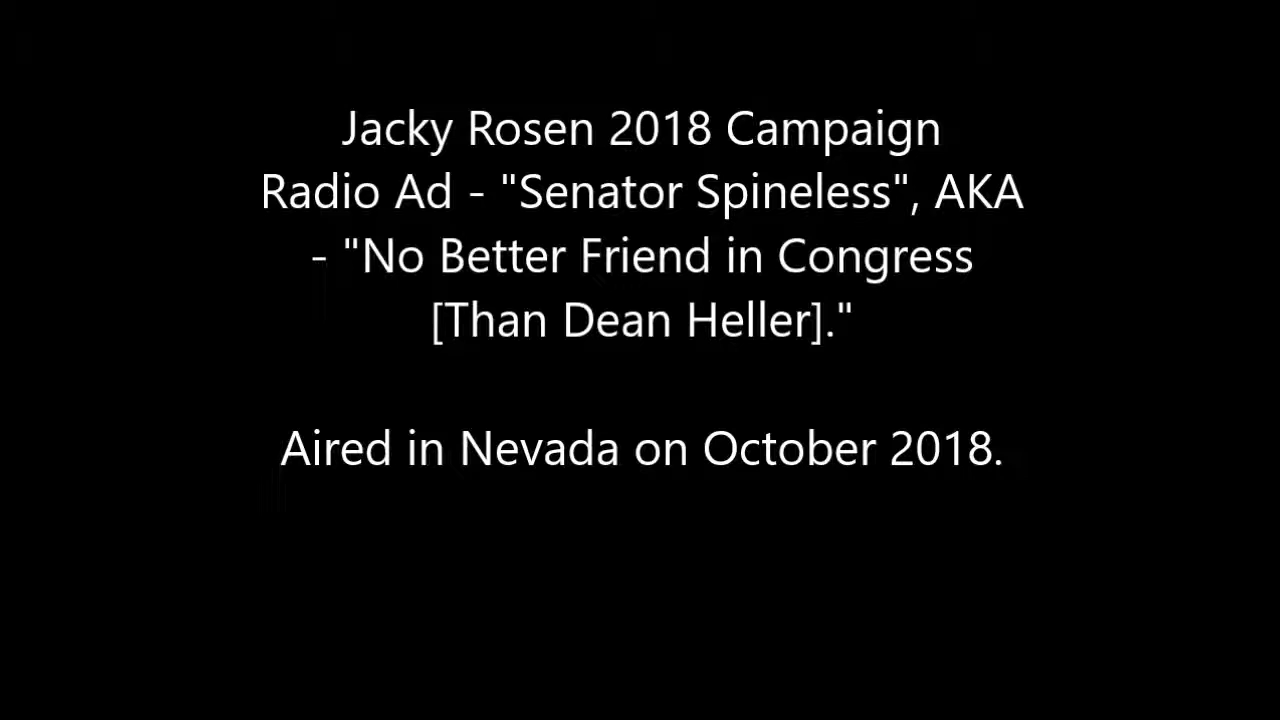 Jacky Rosen 2018 Campaign
Radio Ad - "Senator Spineless", AKA
- "No Better Friend in Congress
[Than Dean Heller]."
Aired in Nevada on October 2018.